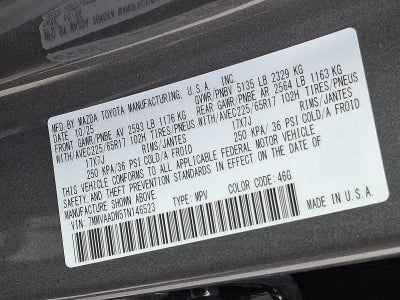 MFD. BY MAZDA TOYOTA MANUFACTURING, U.S.A. INC.
DATE: 10/25 GVWR/PNBV 5135 LB 2329 KG
FRONT GAWR/PNBE AV 2593 LB 1176 KG REAR GAWR/PNBE AR 2564 LB 1163 KG
WITH/AVEC225/65R17 102H TIRES/PNEUS WITH/AVEC225/65R17 102H TIRES/PNEUS
17X7J RIMS/JANTES 17X7J RIMS/JANTES
250 KPA/36 PSI COLD/A FROID 250 KPA/36 PSI COLD/A FROID
THIS VEHICLE CONFORMS TO ALL APPLICABLE FEDERAL MOTOR VEHICLE
SAFETY, AND THEFT PREVENTION STANDARDS IN EFFECT ON THE DATE OF
MANUFACTURE SHOWN ABOVE.
7MMVAADW5TN146523 TYPE: MPV COLOR CODE: 46G
MADE IN U.S.A.